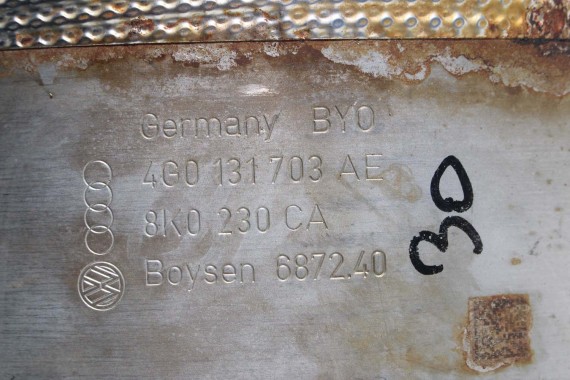 Germany BYO
4G0 131 703 AE
8K0 230 CA
Boysen 6872.40
30